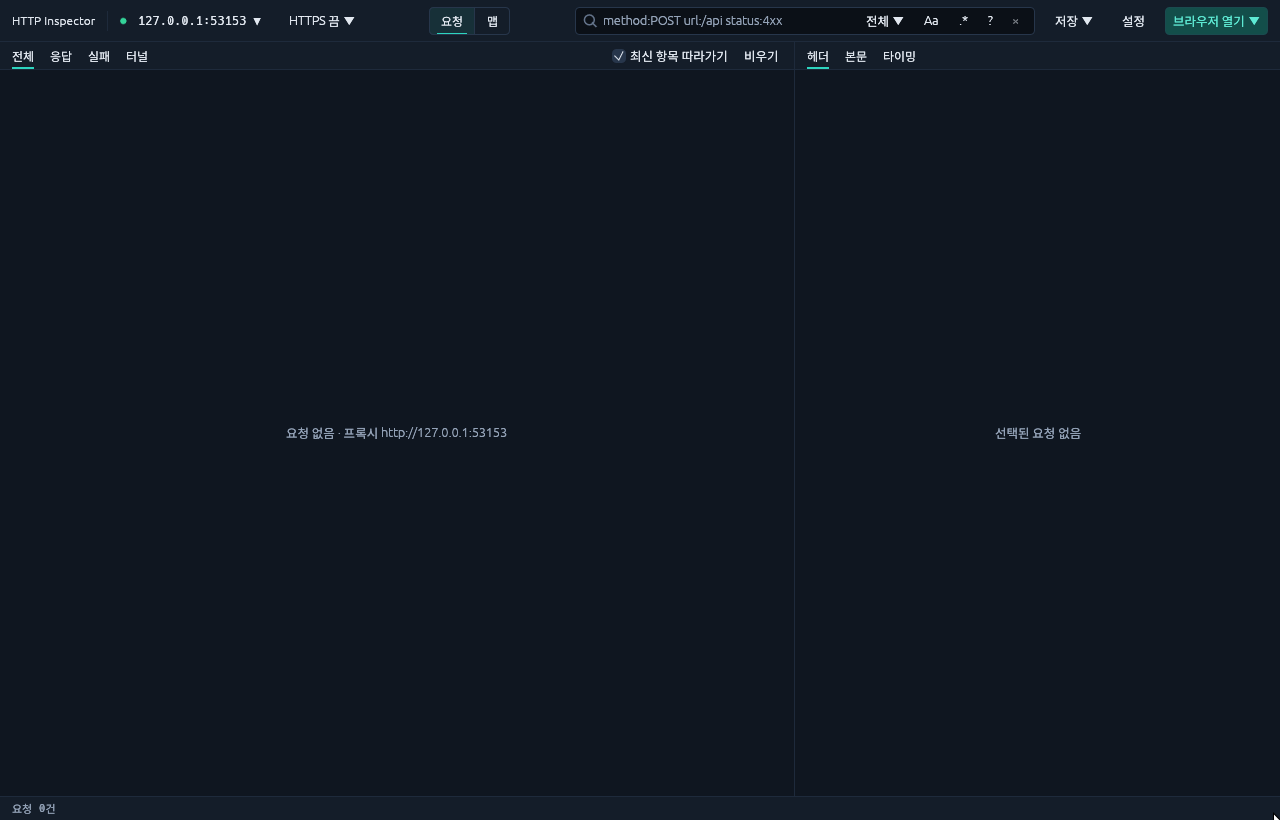 HTTP Inspector ● 127.0.0.1:53153 ▼ HTTPS 끔 ▼ 요청 맵 method:POST url:/api status:4xx 전체 ▼ Aa .* ? × 저장 ▼ 설정 브라우저 열기 ▼
전체 응답 실패 터널 ✓ 최신 항목 따라가기 비우기 헤더 본문 타이밍
요청 없음 · 프록시 http://127.0.0.1:53153 선택된 요청 없음
요청 0건